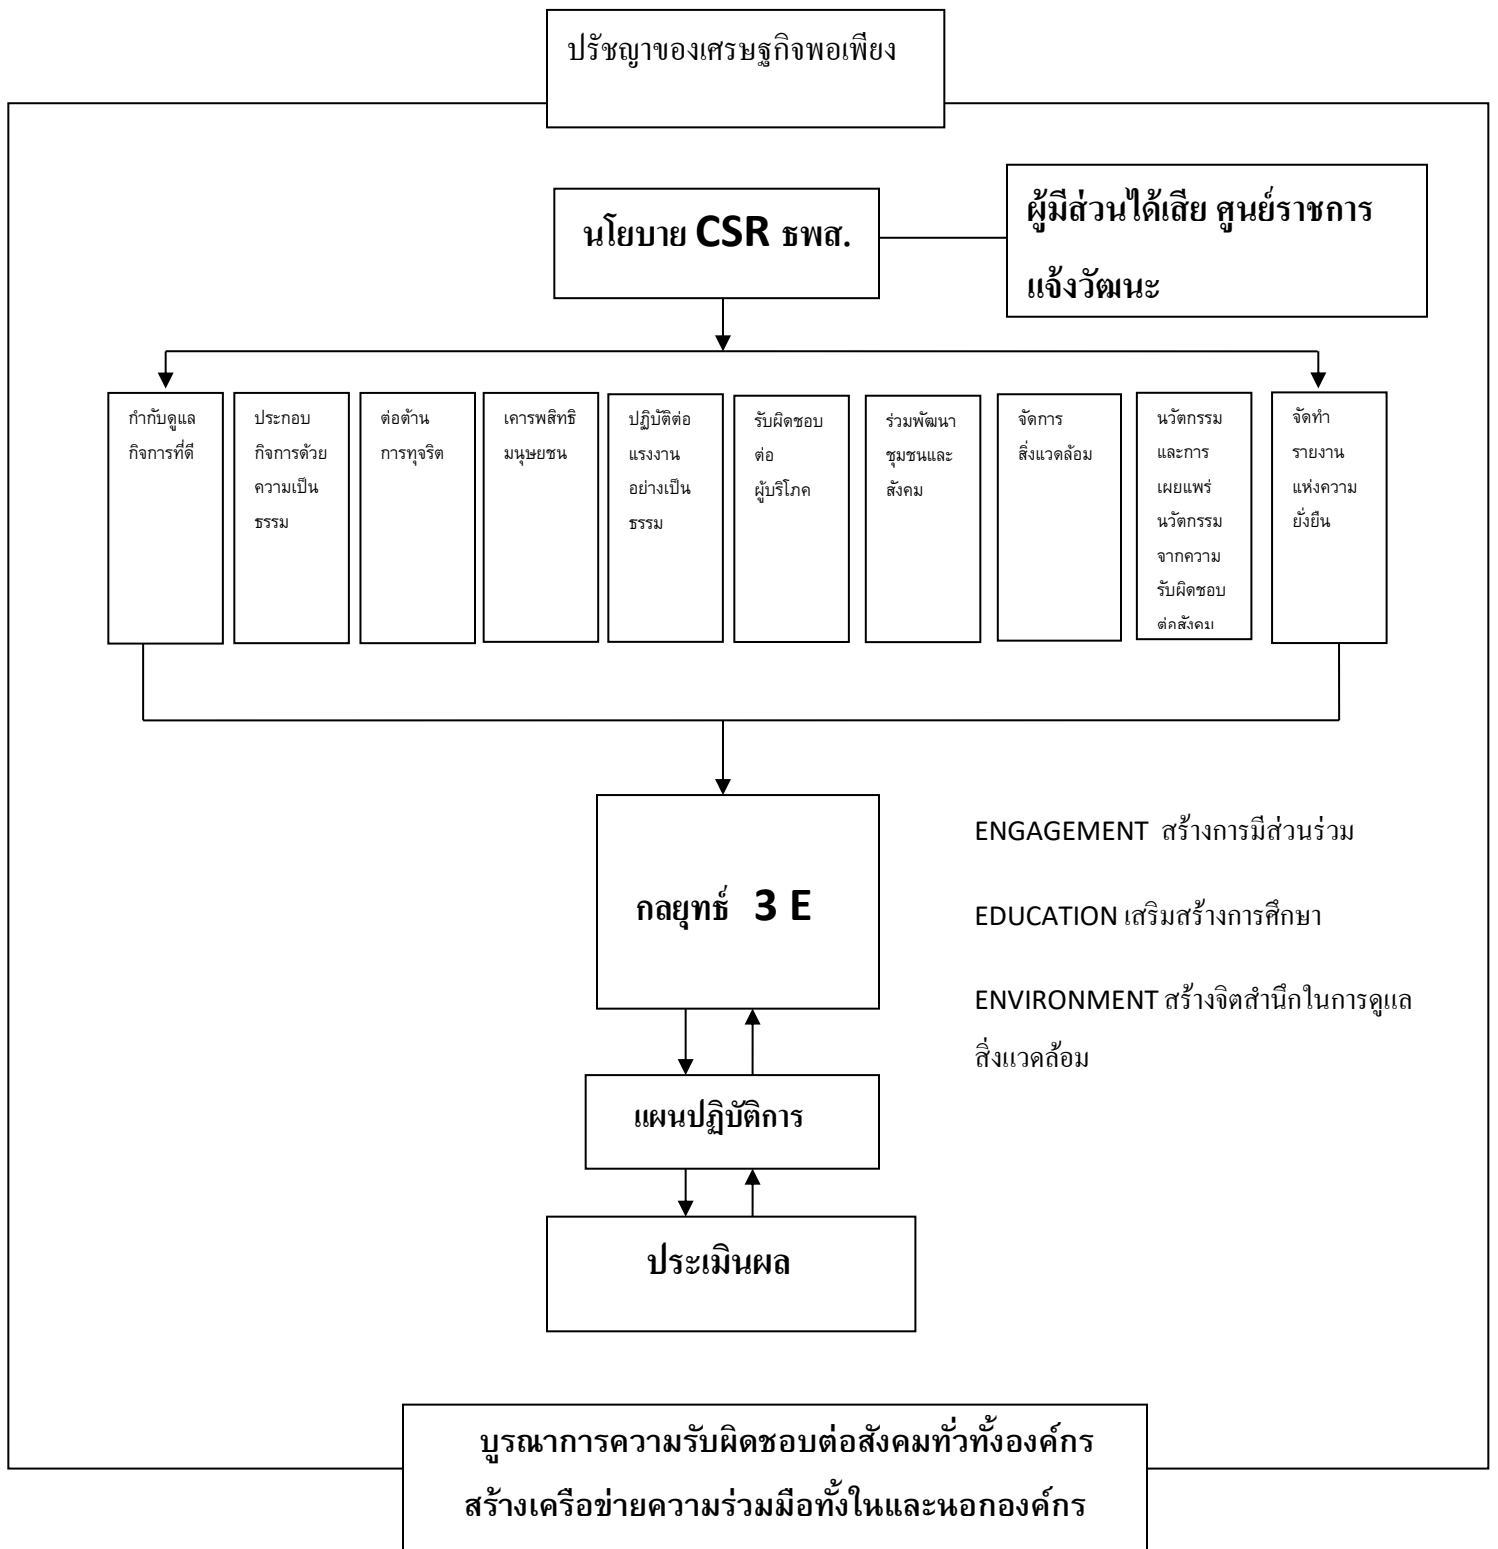 ปรัชญาของเศรษฐกิจพอเพียง
นโยบาย CSR ธพส.
ผู้มีส่วนได้เสีย ศูนย์ราชการ
แจ้งวัฒนะ
กำกับดูแล
กิจการที่ดี
ประกอบ
กิจการด้วย
ความเป็น
ธรรม
ต่อต้าน
การทุจริต
เคารพสิทธิ
มนุษยชน
ปฏิบัติต่อ
แรงงาน
อย่างเป็น
ธรรม
รับผิดชอบ
ต่อ
ผู้บริโภค
ร่วมพัฒนา
ชุมชนและ
สังคม
จัดการ
สิ่งแวดล้อม
นวัตกรรม
และการ
เผยแพร่
นวัตกรรม
จากความ
รับผิดชอบ
ต่อสังคม
จัดทำ
รายงาน
แห่งความ
ยั่งยืน
กลยุทธ์ 3 E
ENGAGEMENT สร้างการมีส่วนร่วม
EDUCATION เสริมสร้างการศึกษา
ENVIRONMENT สร้างจิตสำนึกในการดูแล
สิ่งแวดล้อม
แผนปฏิบัติการ
ประเมินผล
บูรณาการความรับผิดชอบต่อสังคมทั่วทั้งองค์กร
สร้างเครือข่ายความร่วมมือทั้งในและนอกองค์กร